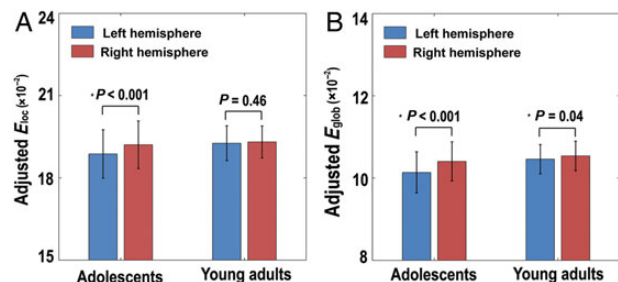 A
24
21
18
15
Adjusted Eloc (×10⁻²)
Left hemisphere
Right hemisphere
* P < 0.001
P = 0.46
Adolescents
Young adults
B
14
12
10
8
Adjusted Eglob (×10⁻²)
Left hemisphere
Right hemisphere
* P < 0.001
* P = 0.04
Adolescents
Young adults